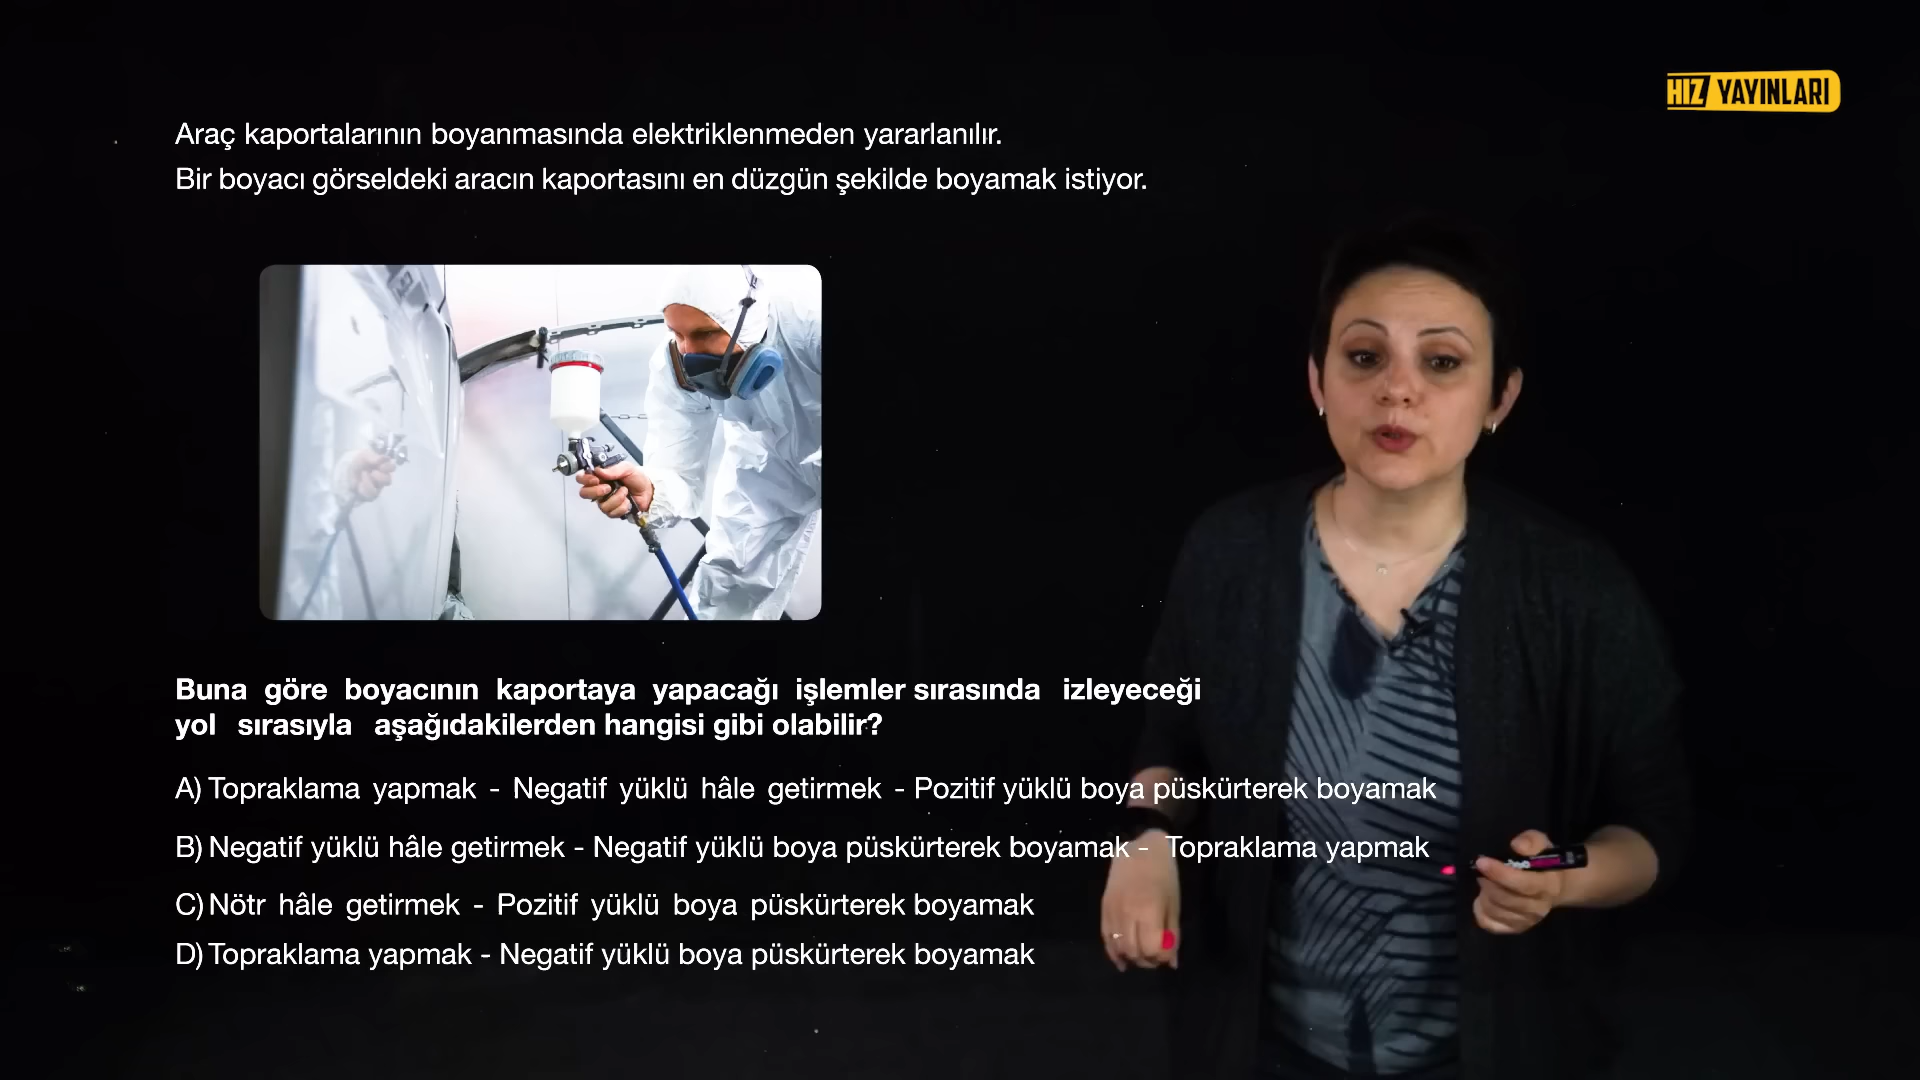 HIZ YAYINLARI
Araç kaportalarının boyanmasında elektriklenmeden yararlanılır.
Bir boyacı görseldeki aracın kaportasını en düzgün şekilde boyamak istiyor.
Buna göre boyacının kaportaya yapacağı işlemler sırasında izleyeceği
yol sırasıyla aşağıdakilerden hangisi gibi olabilir?
A) Topraklama yapmak - Negatif yüklü hâle getirmek - Pozitif yüklü boya püskürterek boyamak
B) Negatif yüklü hâle getirmek - Negatif yüklü boya püskürterek boyamak - Topraklama yapmak
C) Nötr hâle getirmek - Pozitif yüklü boya püskürterek boyamak
D) Topraklama yapmak - Negatif yüklü boya püskürterek boyamak